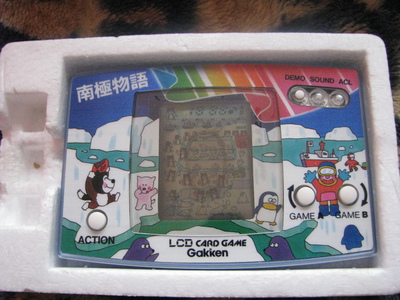 南極物語
DEMO SOUND ACL
GAME A GAME B
ACTION
LCD CARD GAME
Gakken